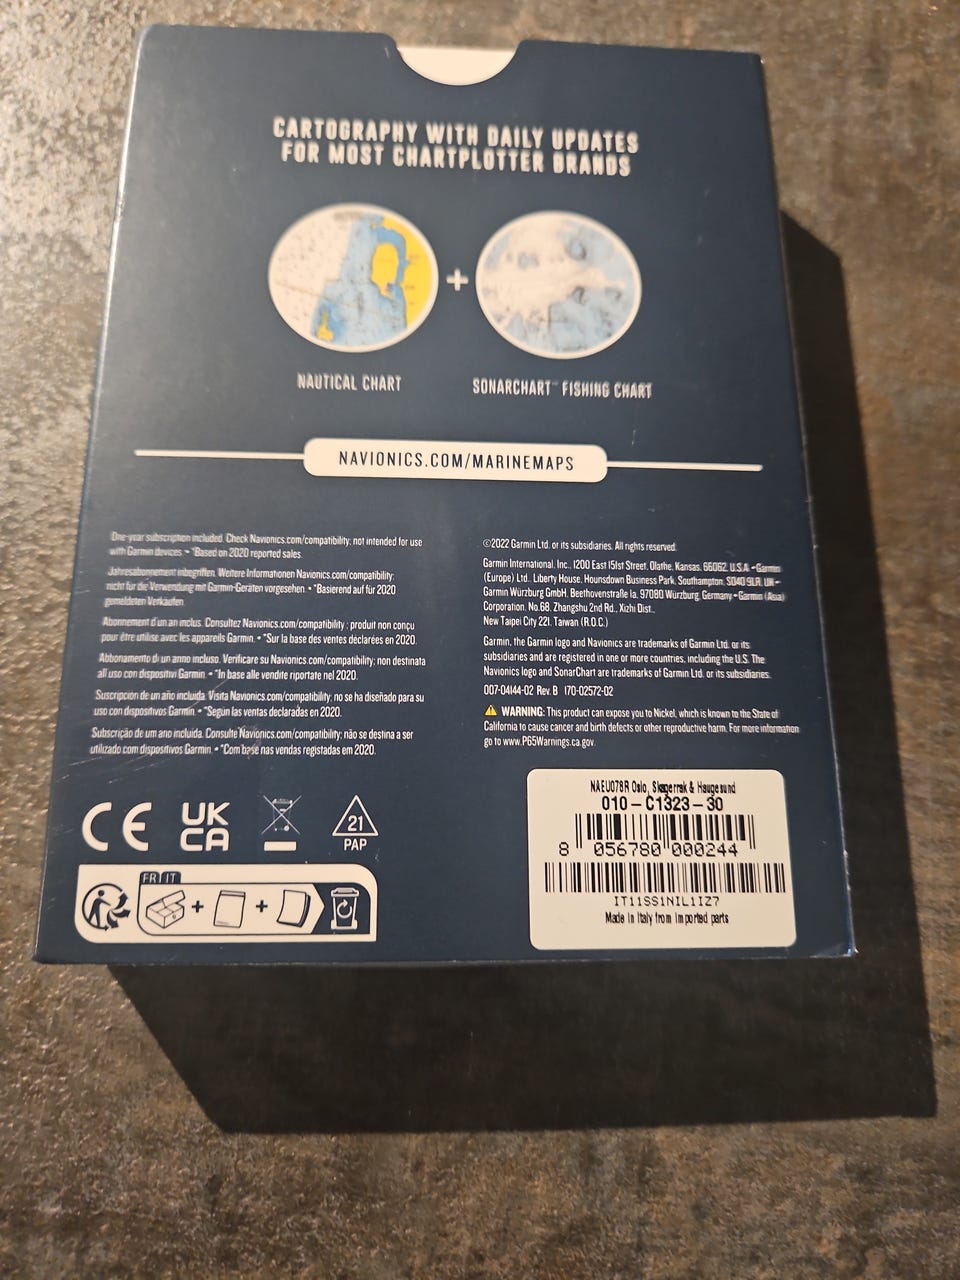 CARTOGRAPHY WITH DAILY UPDATES
FOR MOST CHARTPLOTTER BRANDS
+
NAUTICAL CHART
SONARCHART™ FISHING CHART
NAVIONICS.COM/MARINEMAPS
One-year subscription included. Check Navionics.com/compatibility; not intended for use
with Garmin devices. • *Based on 2020 reported sales.
Jahresabonnement inbegriffen. Weitere Informationen Navionics.com/compatibility;
nicht für die Verwendung mit Garmin-Geräten vorgesehen. • *Basierend auf für 2020
gemeldeten Verkäufen.
Abonnement d'un an inclus. Consultez Navionics.com/compatibility ; produit non conçu
pour être utilisé avec les appareils Garmin. • *Sur la base des ventes déclarées en 2020.
Abbonamento di un anno incluso. Verificare su Navionics.com/compatibility; non destinata
all uso con dispositivi Garmin. • *In base alle vendite riportate nel 2020.
Suscripción de un año incluida. Visita Navionics.com/compatibility; no se ha diseñado para su
uso con dispositivos Garmin. • *Según las ventas declaradas en 2020.
Subscrição de um ano incluída. Consulte Navionics.com/compatibility; não se destina a ser
utilizado com dispositivos Garmin. • *Com base nas vendas registadas em 2020.
©2022 Garmin Ltd. or its subsidiaries. All rights reserved.
Garmin International, Inc., 1200 East 151st Street, Olathe, Kansas, 66062, U.S.A • Garmin
(Europe) Ltd. Liberty House, Hounsdown Business Park, Southampton, SO40 9LR, UK •
Garmin Würzburg GmbH, Beethovenstraße 1a, 97080 Würzburg, Germany • Garmin (Asia)
Corporation, No.68, Zhangshu 2nd Rd., Xizhi Dist.,
New Taipei City 221, Taiwan (R.O.C.)
Garmin, the Garmin logo and Navionics are trademarks of Garmin Ltd. or its
subsidiaries and are registered in one or more countries, including the U.S. The
Navionics logo and SonarChart are trademarks of Garmin Ltd. or its subsidiaries.
007-04144-02 Rev. B 170-02572-02
WARNING: This product can expose you to Nickel, which is known to the State of
California to cause cancer and birth defects or other reproductive harm. For more information
go to www.P65Warnings.ca.gov.
CE
UK
CA
21
PAP
FR IT
+ +
NAEU078R Oslo, Skagerrak & Haugesund
010-C1323-30
8 056780 000244
IT11SS1NIL1IZ7
Made in Italy from imported parts